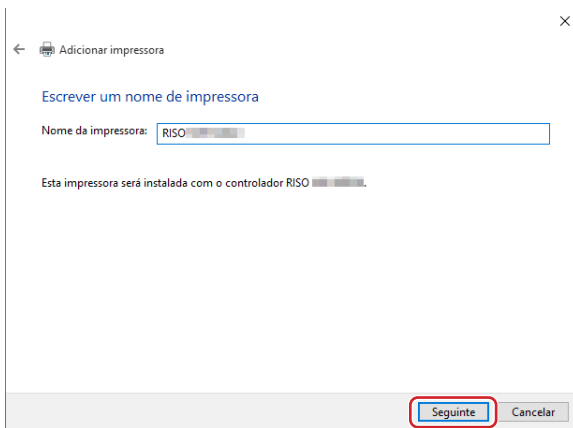 Adicionar impressora
Escrever um nome de impressora
Nome da impressora: RISO
Esta impressora será instalada com o controlador RISO .
Seguinte Cancelar